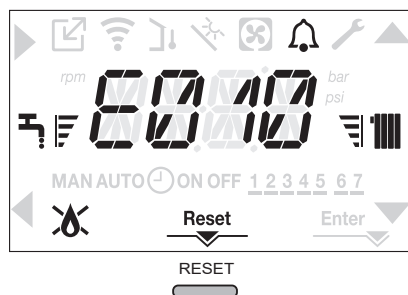 rpm
bar
psi
E010
MAN AUTO ON OFF 1 2 3 4 5 6 7
Reset
Enter
RESET